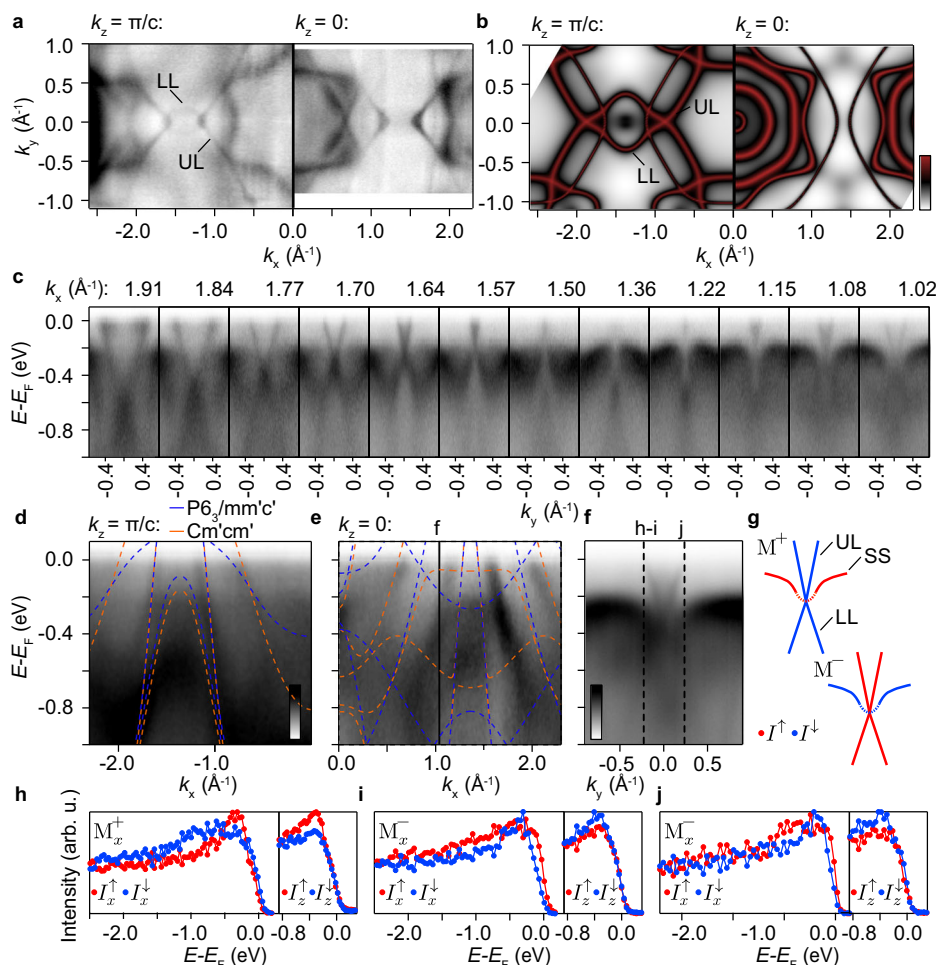 a k_z = π/c: k_z = 0: b k_z = π/c: k_z = 0:
1.0 0.5 0.0 -0.5 -1.0
k_y (Å⁻¹)
LL
UL
-2.0 -1.0 0.0 1.0 2.0
k_x (Å⁻¹)
1.0 0.5 0.0 -0.5 -1.0
UL
LL
-2.0 -1.0 0.0 1.0 2.0
k_x (Å⁻¹)
c
k_x (Å⁻¹): 1.91 1.84 1.77 1.70 1.64 1.57 1.50 1.36 1.22 1.15 1.08 1.02
0.0 -0.4 -0.8
E-E_F (eV)
-0.4 0.4 -0.4 0.4 -0.4 0.4 -0.4 0.4 -0.4 0.4 -0.4 0.4 -0.4 0.4 -0.4 0.4 -0.4 0.4 -0.4 0.4 -0.4 0.4 -0.4 0.4
k_y (Å⁻¹)
P6₃/mm'c'
Cm'cm'
d k_z = π/c:
0.0 -0.4 -0.8
E-E_F (eV)
-2.0 -1.0
k_x (Å⁻¹)
e k_z = 0: f
0.0 1.0 2.0
k_x (Å⁻¹)
f h-i j
-0.5 0.0 0.5
k_y (Å⁻¹)
g
M⁺ UL
SS
LL
M⁻
I↑ I↓
h
Intensity (arb. u.)
M_x⁺
I_x↑ I_x↓ I_z↑ I_z↓
-2.0 -1.0 0.0 -0.8 0.0
E-E_F (eV)
i
M_x⁻
I_x↑ I_x↓ I_z↑ I_z↓
-2.0 -1.0 0.0 -0.8 0.0
E-E_F (eV)
j
M_x⁻
I_x↑ I_x↓ I_z↑ I_z↓
-2.0 -1.0 0.0 -0.8 0.0
E-E_F (eV)